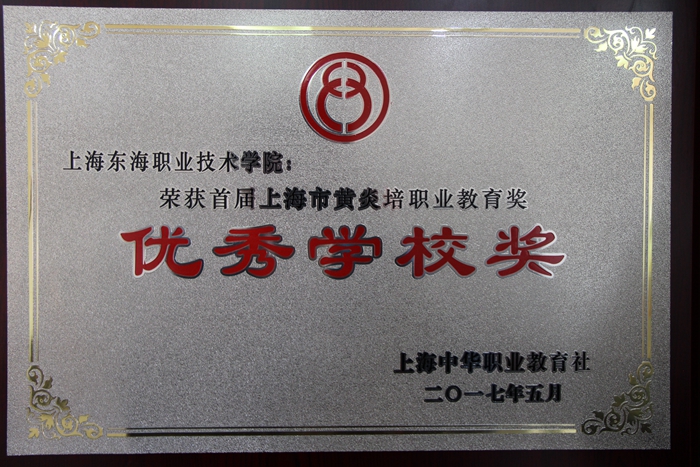 上海东海职业技术学院：
荣获首届上海市黄炎培职业教育奖
优秀学校奖
上海中华职业教育社
二〇一七年五月